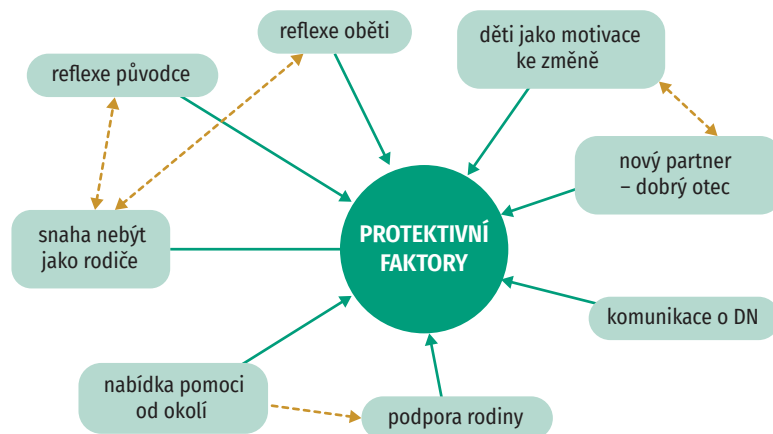 reflexe oběti
děti jako motivace
ke změně
reflexe původce
nový partner
– dobrý otec
snaha nebýt
jako rodiče
PROTEKTIVNÍ
FAKTORY
komunikace o DN
nabídka pomoci
od okolí
podpora rodiny